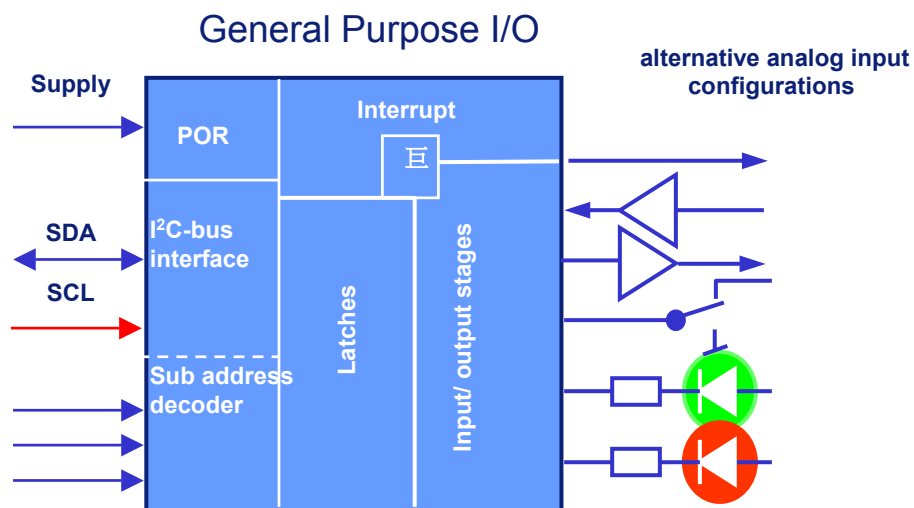 General Purpose I/O
alternative analog input
configurations
Supply
Interrupt
POR
巨
SDA
I²C-bus
interface
SCL
Latches
Input/ output stages
Sub address
decoder